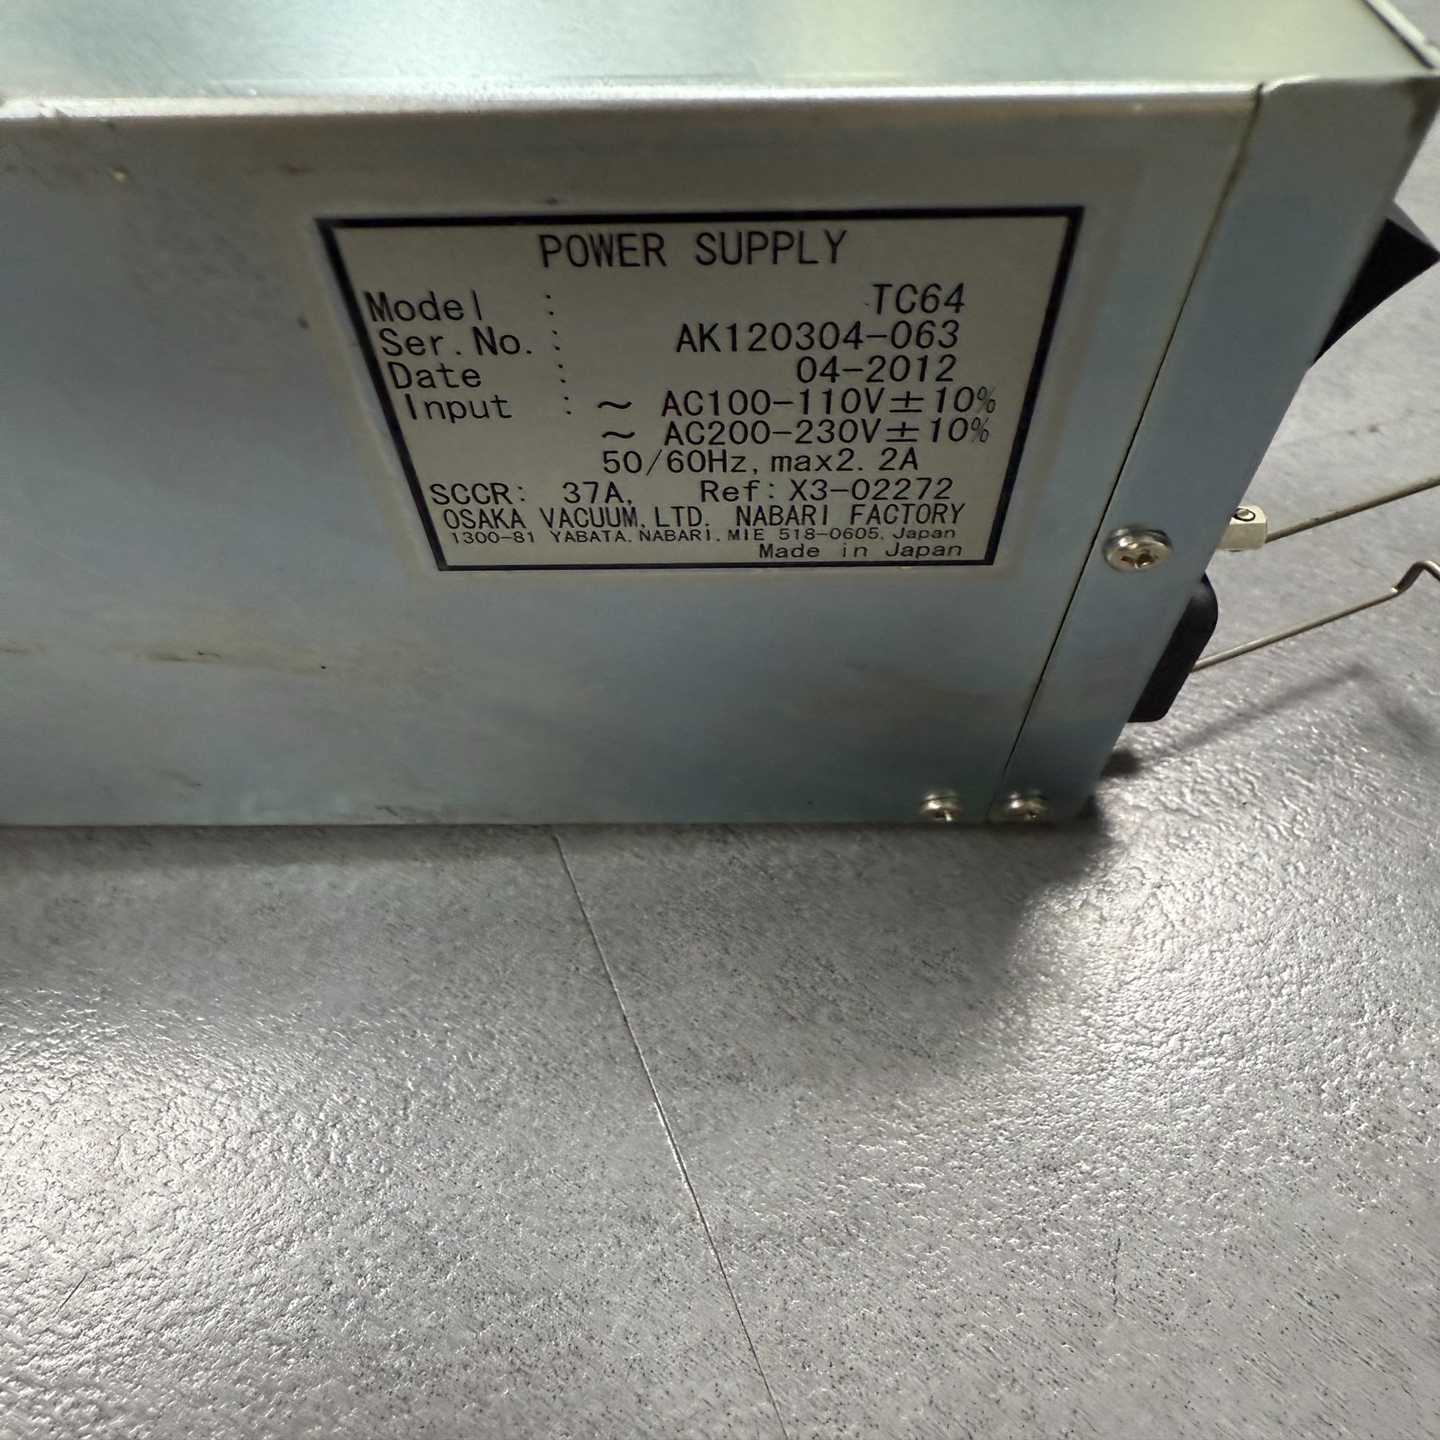 POWER SUPPLY
Model : TC64
Ser.No. : AK120304-063
Date : 04-2012
Input : ~ AC100-110V±10%
~ AC200-230V±10%
50/60Hz, max2.2A
SCCR: 37A, Ref: X3-02272
OSAKA VACUUM, LTD. NABARI FACTORY
1300-81 YABATA, NABARI, MIE 518-0605, Japan
Made in Japan